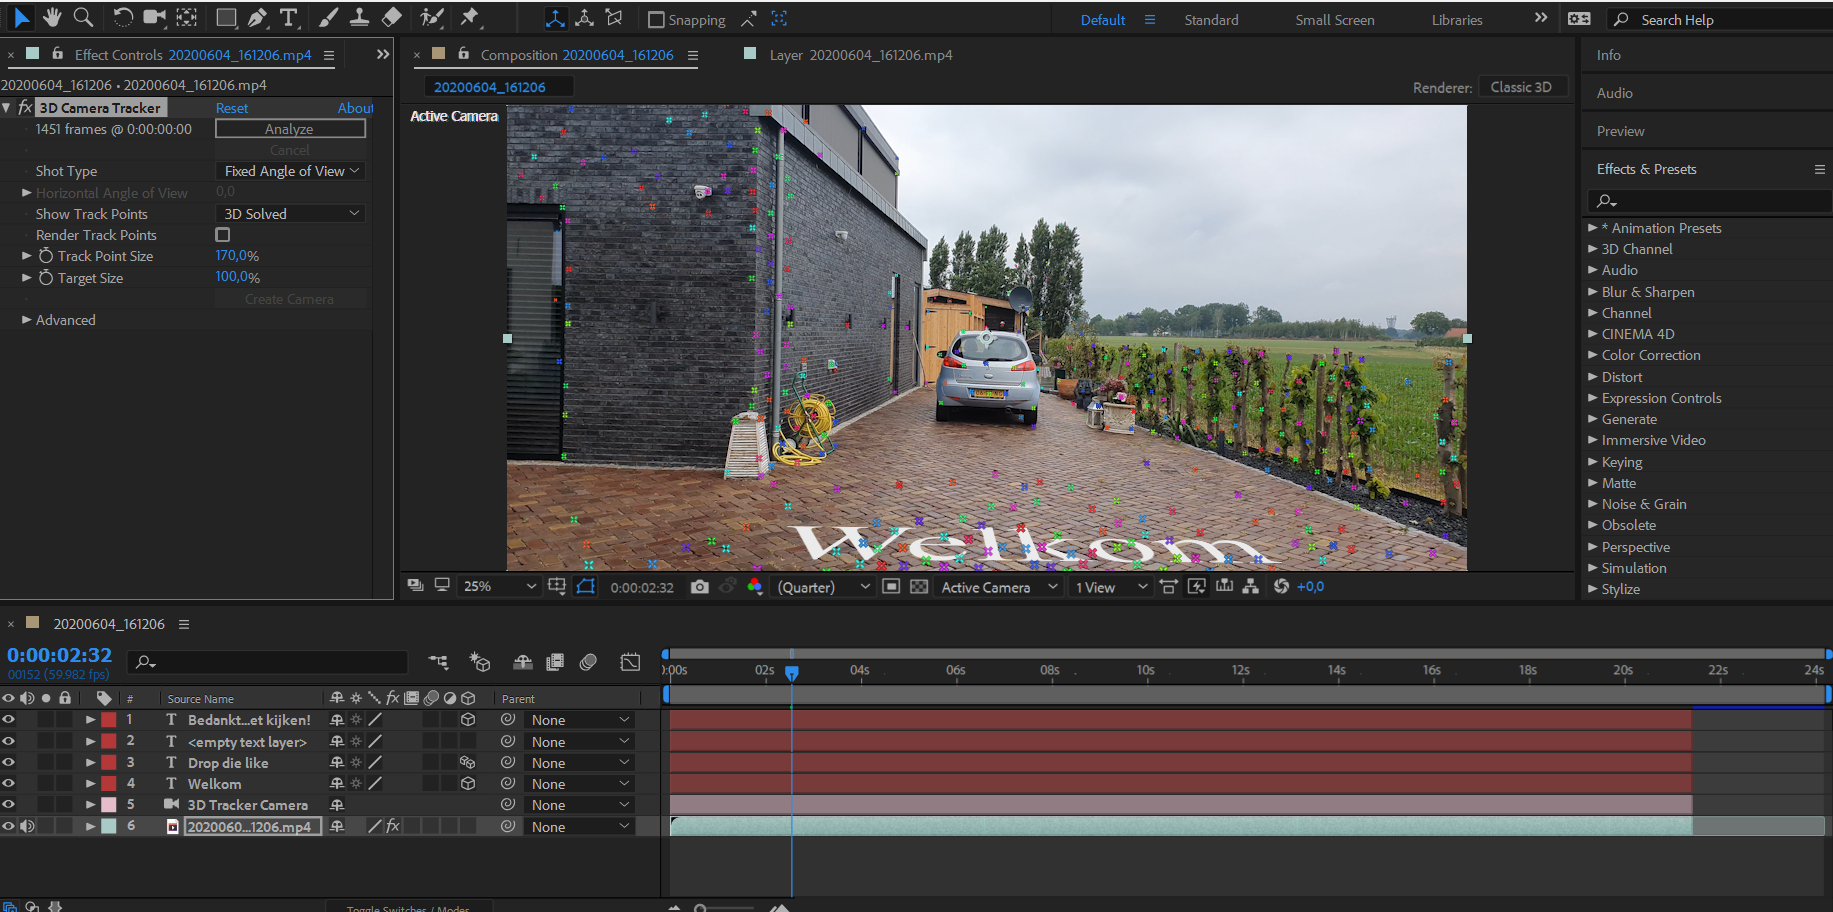 Snapping
Default
Standard
Small Screen
Libraries
Search Help
Effect Controls 20200604_161206.mp4
Composition 20200604_161206
Layer 20200604_161206.mp4
Info
20200604_161206 • 20200604_161206.mp4
20200604_161206
Renderer: Classic 3D
Audio
fx 3D Camera Tracker Reset About
Active Camera
1451 frames @ 0:00:00:00 Analyze
Cancel
Preview
Shot Type Fixed Angle of View
Effects & Presets
Horizontal Angle of View 0,0
Show Track Points 3D Solved
Render Track Points
Track Point Size 170,0%
Target Size 100,0%
Create Camera
Advanced
* Animation Presets
3D Channel
Audio
Blur & Sharpen
Channel
CINEMA 4D
Color Correction
Distort
Expression Controls
Generate
Immersive Video
Keying
Matte
Noise & Grain
Obsolete
Perspective
Simulation
Stylize
Welkom
25% 0:00:02:32 (Quarter) Active Camera 1 View +0,0
20200604_161206
0:00:02:32
00152 (59.982 fps)
):00s 02s 04s 06s 08s 10s 12s 14s 16s 18s 20s 22s 24s
# Source Name fx Parent
1 T Bedankt...et kijken! None
2 T <empty text layer> None
3 T Drop die like None
4 T Welkom None
5 3D Tracker Camera None
6 2020060...1206.mp4 fx None
Toggle Switches / Modes